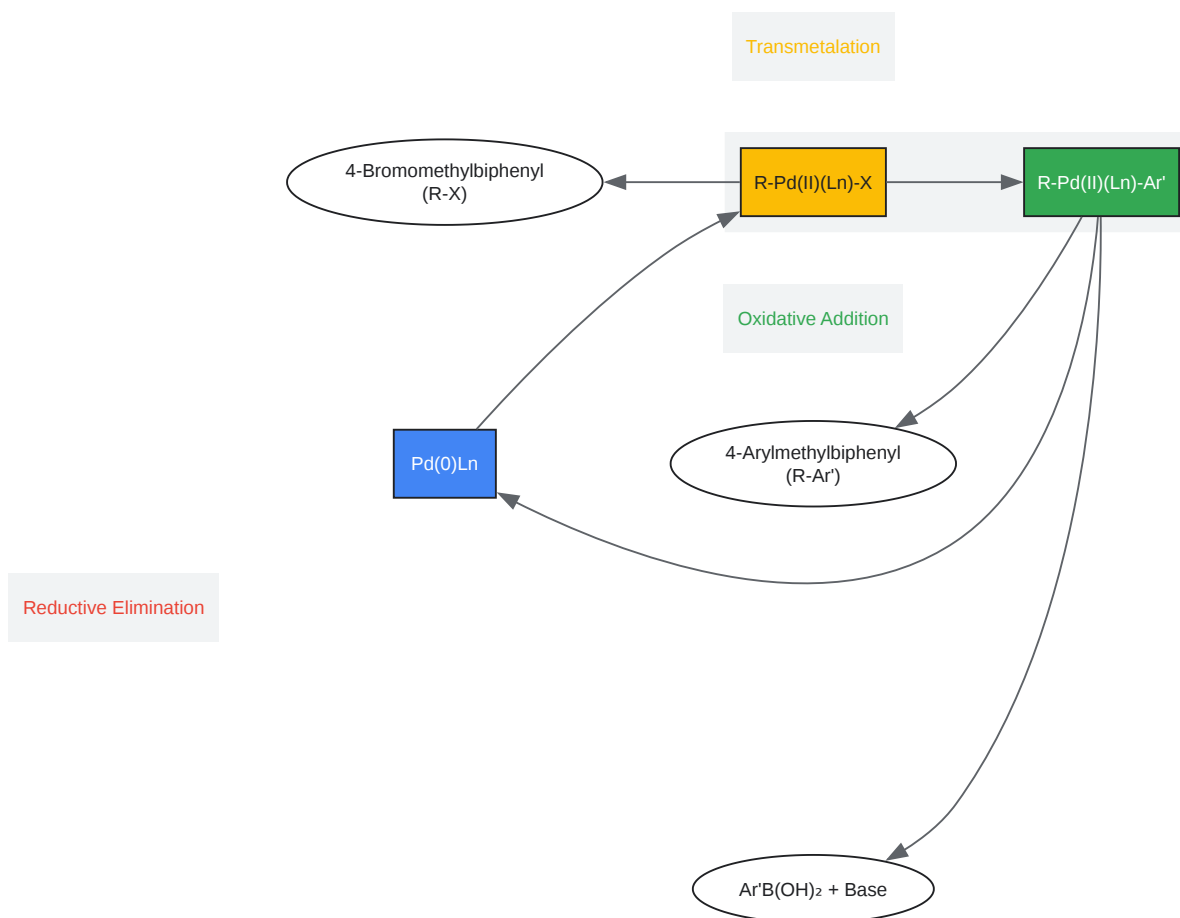 Transmetalation
4-Bromomethylbiphenyl
(R-X)
R-Pd(II)(Ln)-X
R-Pd(II)(Ln)-Ar'
Oxidative Addition
4-Arylmethylbiphenyl
(R-Ar')
Pd(0)Ln
Reductive Elimination
Ar'B(OH)₂ + Base